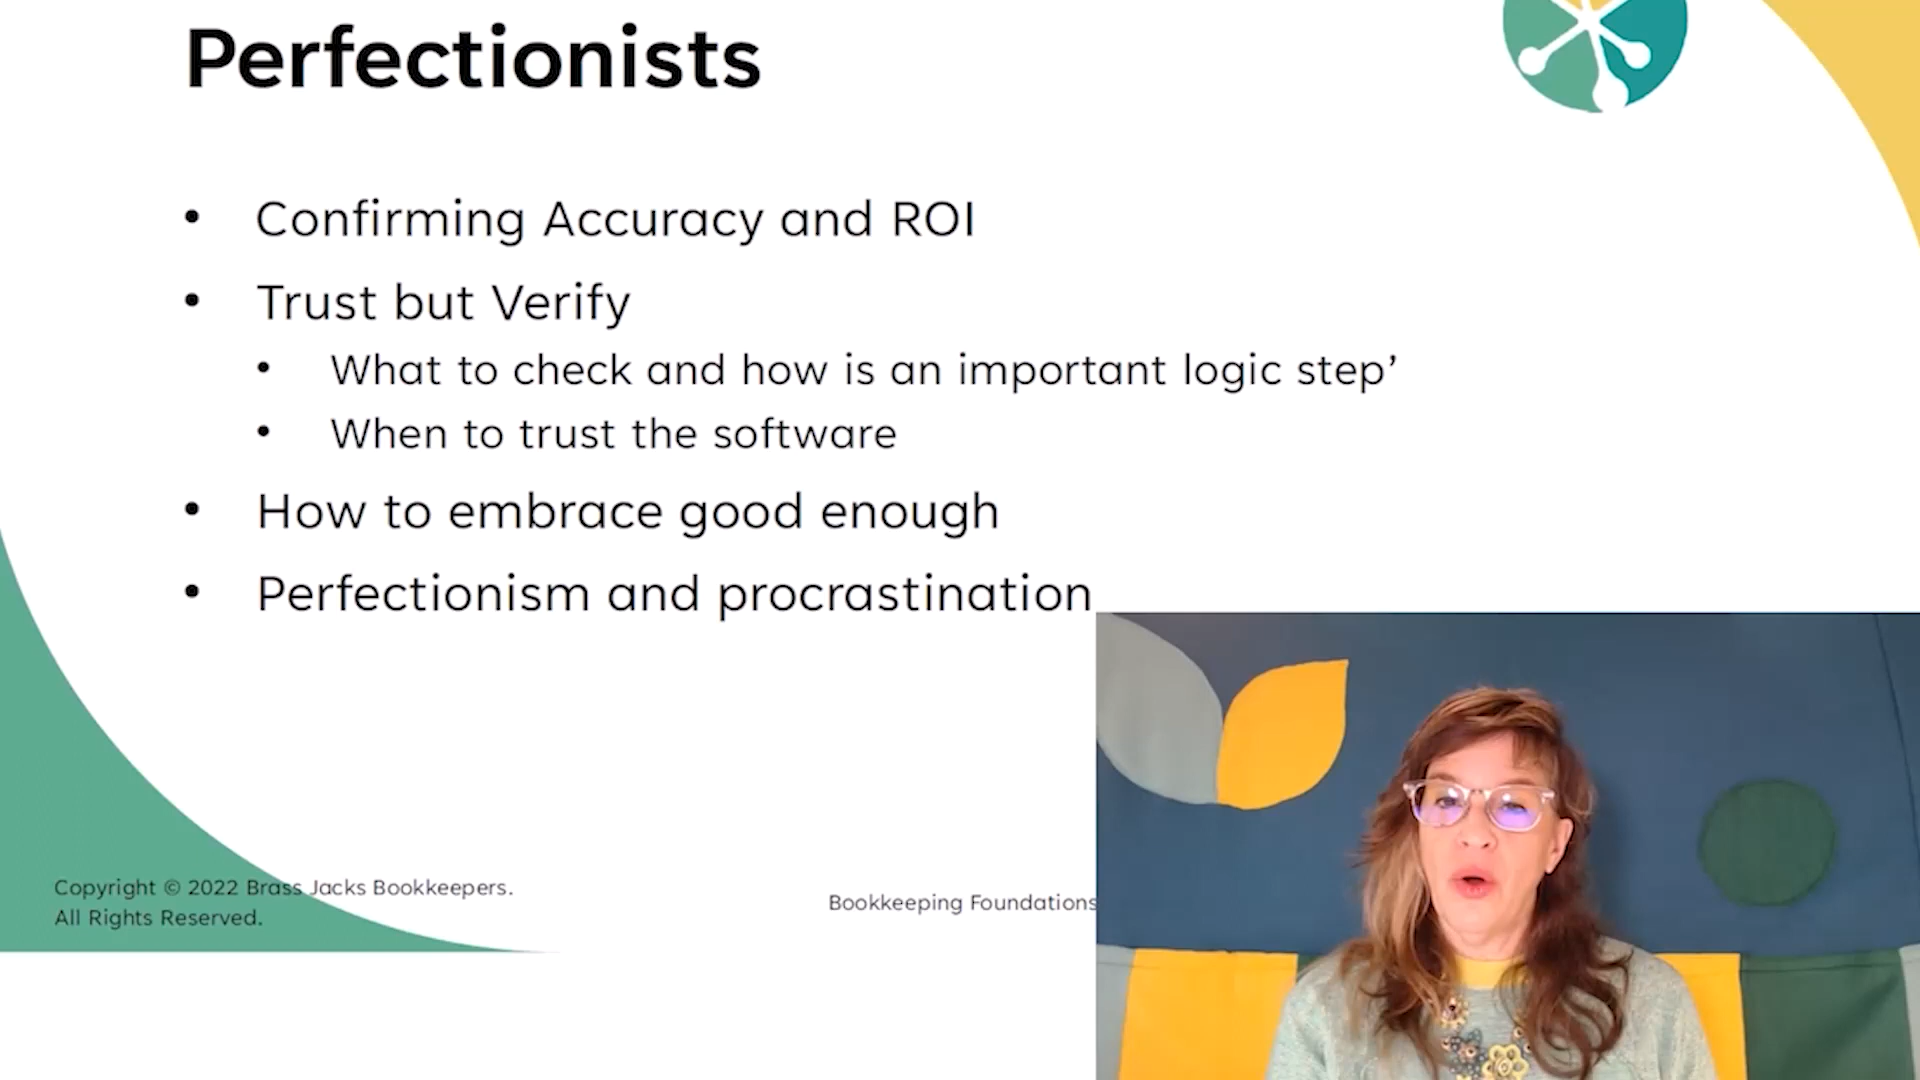 Perfectionists
• Confirming Accuracy and ROI
• Trust but Verify
• What to check and how is an important logic step’
• When to trust the software
• How to embrace good enough
• Perfectionism and procrastination
Copyright © 2022 Brass Jacks Bookkeepers.
All Rights Reserved.
Bookkeeping Foundations